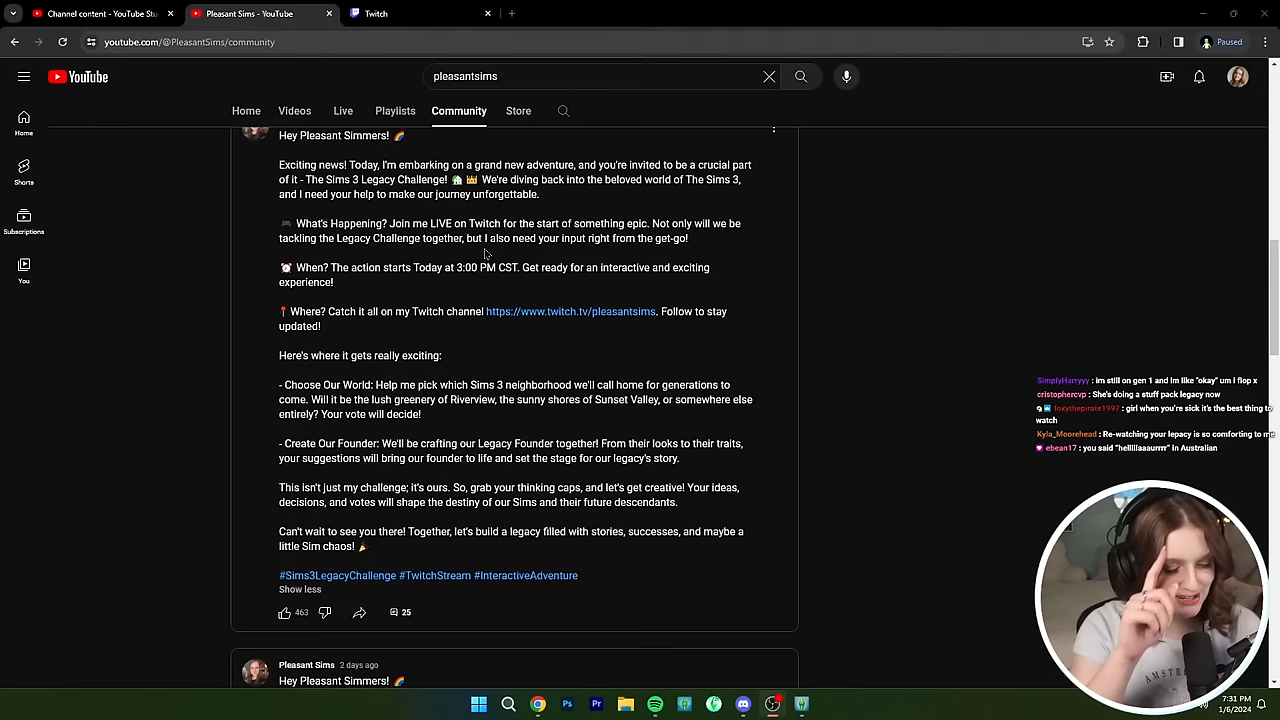 Channel content - YouTube Stu
Pleasant Sims - YouTube
Twitch
youtube.com/@PleasantSims/community
Paused
YouTube
pleasantsims
Home
Videos
Live
Playlists
Community
Store
Home
Shorts
Subscriptions
You
Hey Pleasant Simmers! 🌈
Exciting news! Today, I'm embarking on a grand new adventure, and you're invited to be a crucial part
of it - The Sims 3 Legacy Challenge! 🏡 👑 We're diving back into the beloved world of The Sims 3,
and I need your help to make our journey unforgettable.
🎮 What's Happening? Join me LIVE on Twitch for the start of something epic. Not only will we be
tackling the Legacy Challenge together, but I also need your input right from the get-go!
⏰ When? The action starts Today at 3:00 PM CST. Get ready for an interactive and exciting
experience!
📍Where? Catch it all on my Twitch channel https://www.twitch.tv/pleasantsims. Follow to stay
updated!
Here's where it gets really exciting:
- Choose Our World: Help me pick which Sims 3 neighborhood we'll call home for generations to
come. Will it be the lush greenery of Riverview, the sunny shores of Sunset Valley, or somewhere else
entirely? Your vote will decide!
- Create Our Founder: We'll be crafting our Legacy Founder together! From their looks to their traits,
your suggestions will bring our founder to life and set the stage for our legacy's story.
This isn't just my challenge; it's ours. So, grab your thinking caps, and let's get creative! Your ideas,
decisions, and votes will shape the destiny of our Sims and their future descendants.
Can't wait to see you there! Together, let's build a legacy filled with stories, successes, and maybe a
little Sim chaos! 🎉
#Sims3LegacyChallenge #TwitchStream #InteractiveAdventure
Show less
463
25
Pleasant Sims 2 days ago
Hey Pleasant Simmers! 🌈
SimplyHarryyy : im still on gen 1 and Im like "okay" um i flop x
cristophercvp : She's doing a stuff pack legacy now
foxythepirate1997 : girl when you're sick it's the best thing to
watch
Kyla_Moorehead : Re-watching your lepacy is so comforting to me
ebean17 : you said "helllllaaaurrrr" in Australian
AMST
7:31 PM
1/6/2024